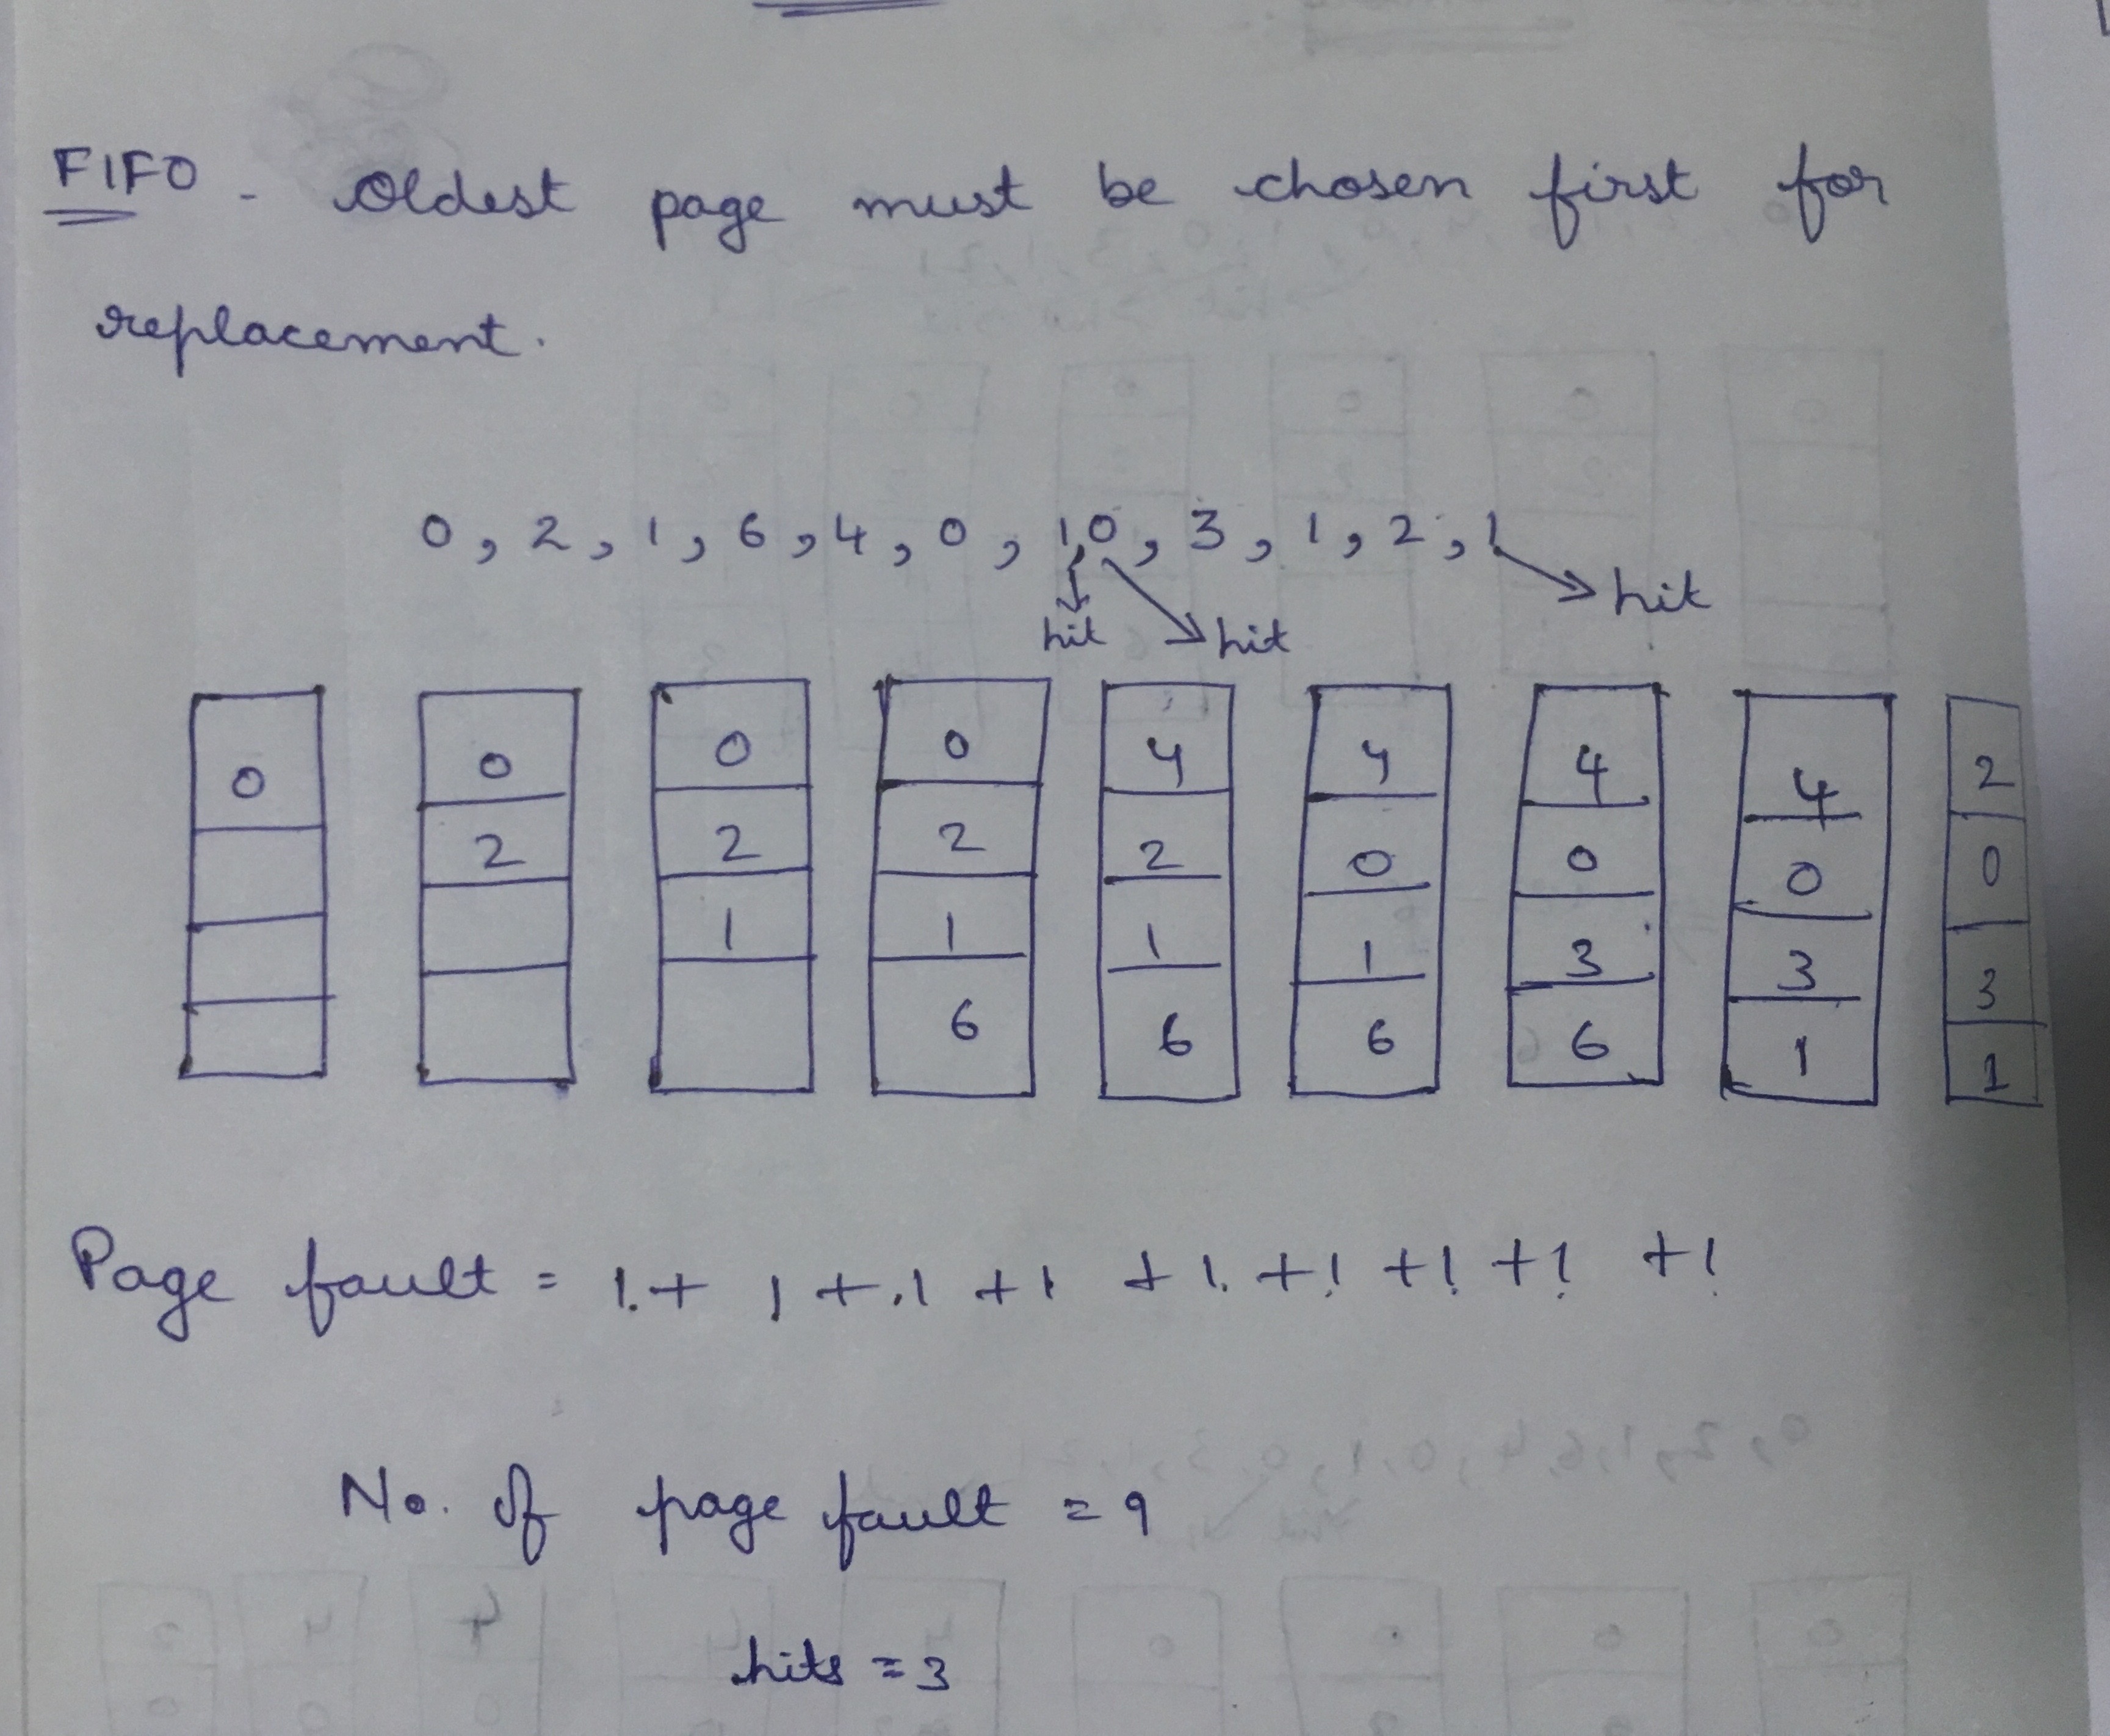 FIFO - Oldest page must be chosen first for
replacement.
0, 2, 1, 6, 4, 0, 1, 0, 3, 1, 2, 1
hit hit hit
0 0 0 0 4 4 4 4 2
2 2 2 2 0 0 0 0
1 1 1 1 3 3 3
6 6 6 6 1 1
Page fault = 1 + 1 + 1 + 1 + 1 + 1 + 1 + 1 + 1
No. of page fault = 9
hits = 3